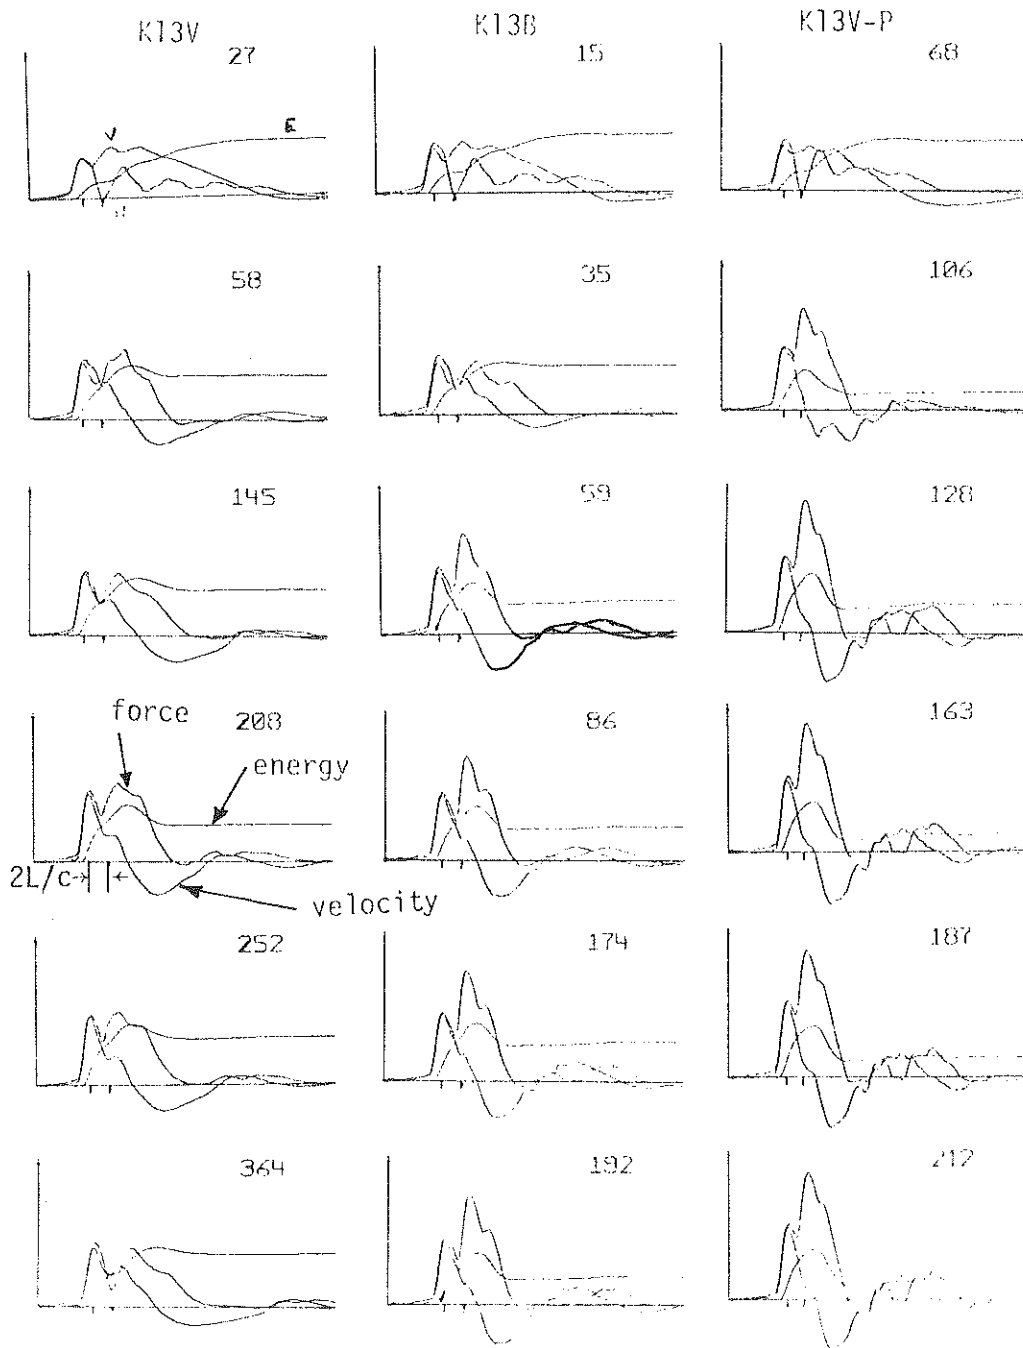 K13V K13B K13V-P
27 15 68
V E
58 35 106
145 59 128
force
208 86 163
energy
2L/c
velocity
252 174 187
364 192 212